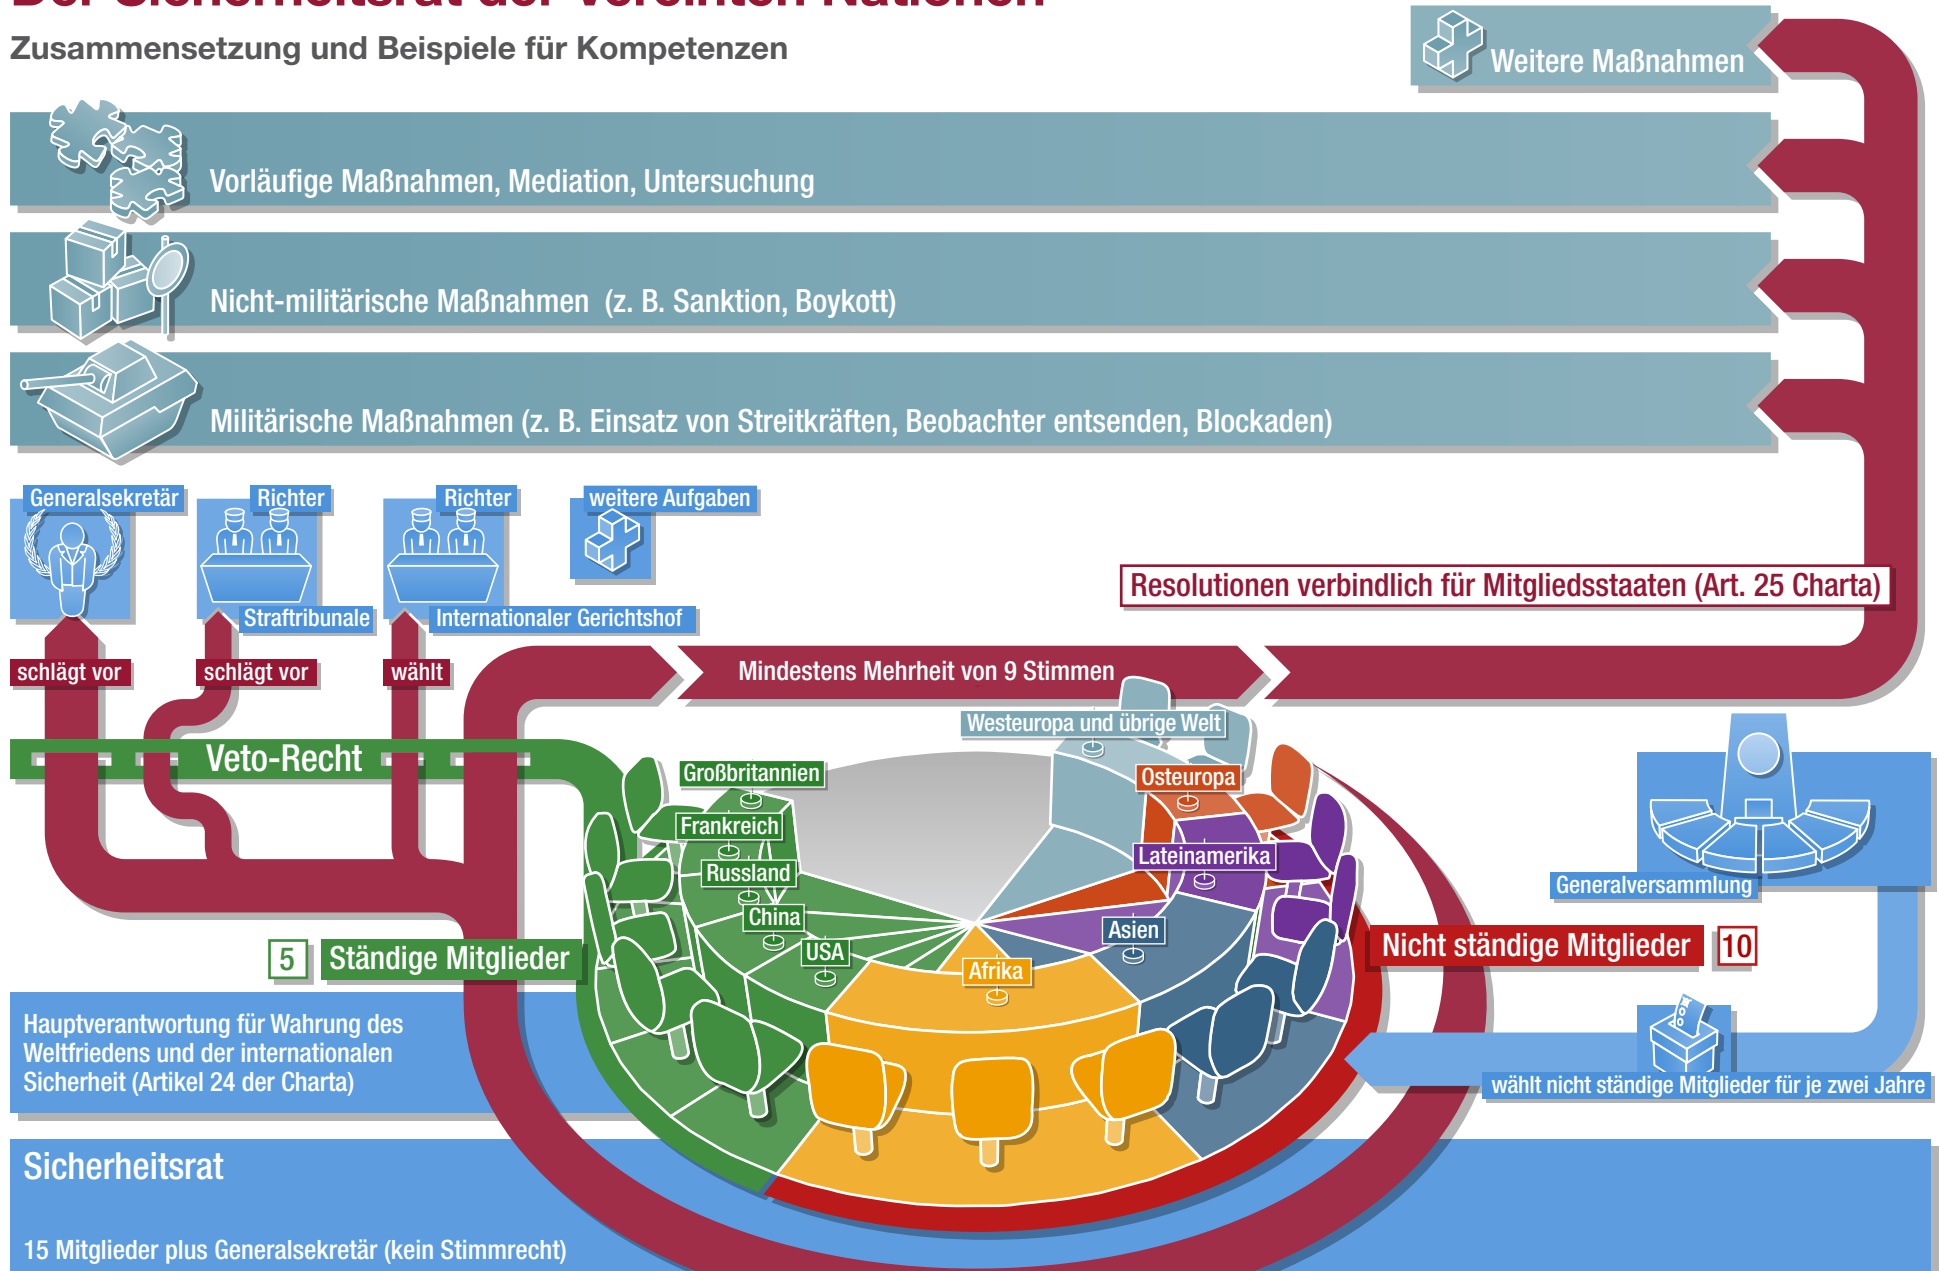 Der Sicherheitsrat der Vereinten Nationen
Zusammensetzung und Beispiele für Kompetenzen
Weitere Maßnahmen
Vorläufige Maßnahmen, Mediation, Untersuchung
Nicht-militärische Maßnahmen (z. B. Sanktion, Boykott)
Militärische Maßnahmen (z. B. Einsatz von Streitkräften, Beobachter entsenden, Blockaden)
Generalsekretär
Richter
Richter
weitere Aufgaben
Straftribunale
Internationaler Gerichtshof
Resolutionen verbindlich für Mitgliedsstaaten (Art. 25 Charta)
schlägt vor
schlägt vor
wählt
Mindestens Mehrheit von 9 Stimmen
Westeuropa und übrige Welt
Veto-Recht
Großbritannien
Osteuropa
Frankreich
Lateinamerika
Russland
Generalversammlung
China
Asien
USA
Afrika
5 Ständige Mitglieder
Nicht ständige Mitglieder 10
Hauptverantwortung für Wahrung des
Weltfriedens und der internationalen
Sicherheit (Artikel 24 der Charta)
wählt nicht ständige Mitglieder für je zwei Jahre
Sicherheitsrat
15 Mitglieder plus Generalsekretär (kein Stimmrecht)